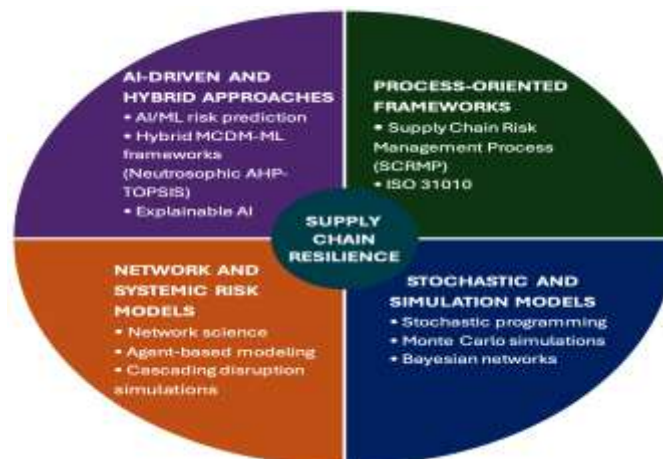 AI-DRIVEN AND
HYBRID APPROACHES
• AI/ML risk prediction
• Hybrid MCDM-ML
frameworks
(Neutrosophic AHP-
TOPSIS)
• Explainable AI
PROCESS-ORIENTED
FRAMEWORKS
• Supply Chain Risk
Management Process
(SCRMP)
• ISO 31010
SUPPLY
CHAIN
RESILIENCE
NETWORK AND
SYSTEMIC RISK
MODELS
• Network science
• Agent-based modeling
• Cascading disruption
simulations
STOCHASTIC AND
SIMULATION MODELS
• Stochastic programming
• Monte Carlo simulations
• Bayesian networks